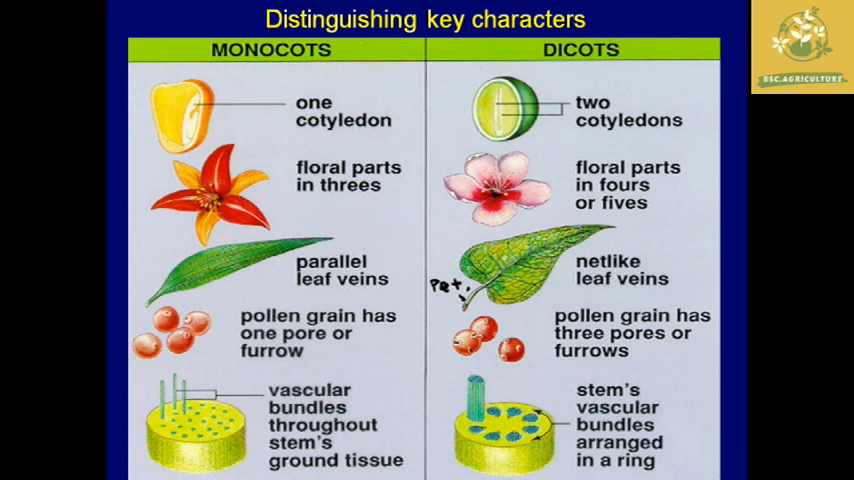 Distinguishing key characters
BSC.AGRICULTURE
MONOCOTS
DICOTS
one
cotyledon
two
cotyledons
floral parts
in threes
floral parts
in fours
or fives
parallel
leaf veins
netlike
leaf veins
Pet.
pollen grain has
one pore or
furrow
pollen grain has
three pores or
furrows
vascular
bundles
throughout
stem's
ground tissue
stem's
vascular
bundles
arranged
in a ring